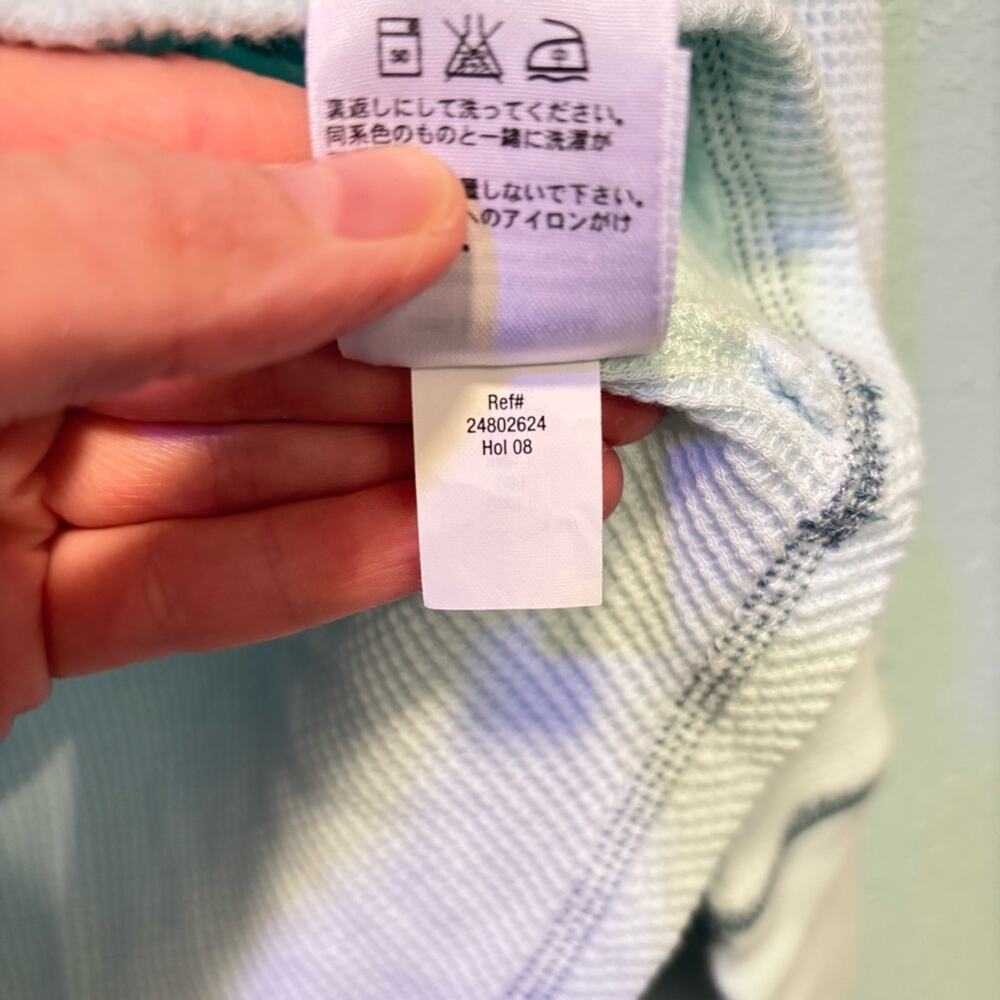 裏返しにして洗ってください。
同系色のものと一緒に洗濯が
しないで下さい。
のアイロンがけ
Ref#
24802624
Hol 08